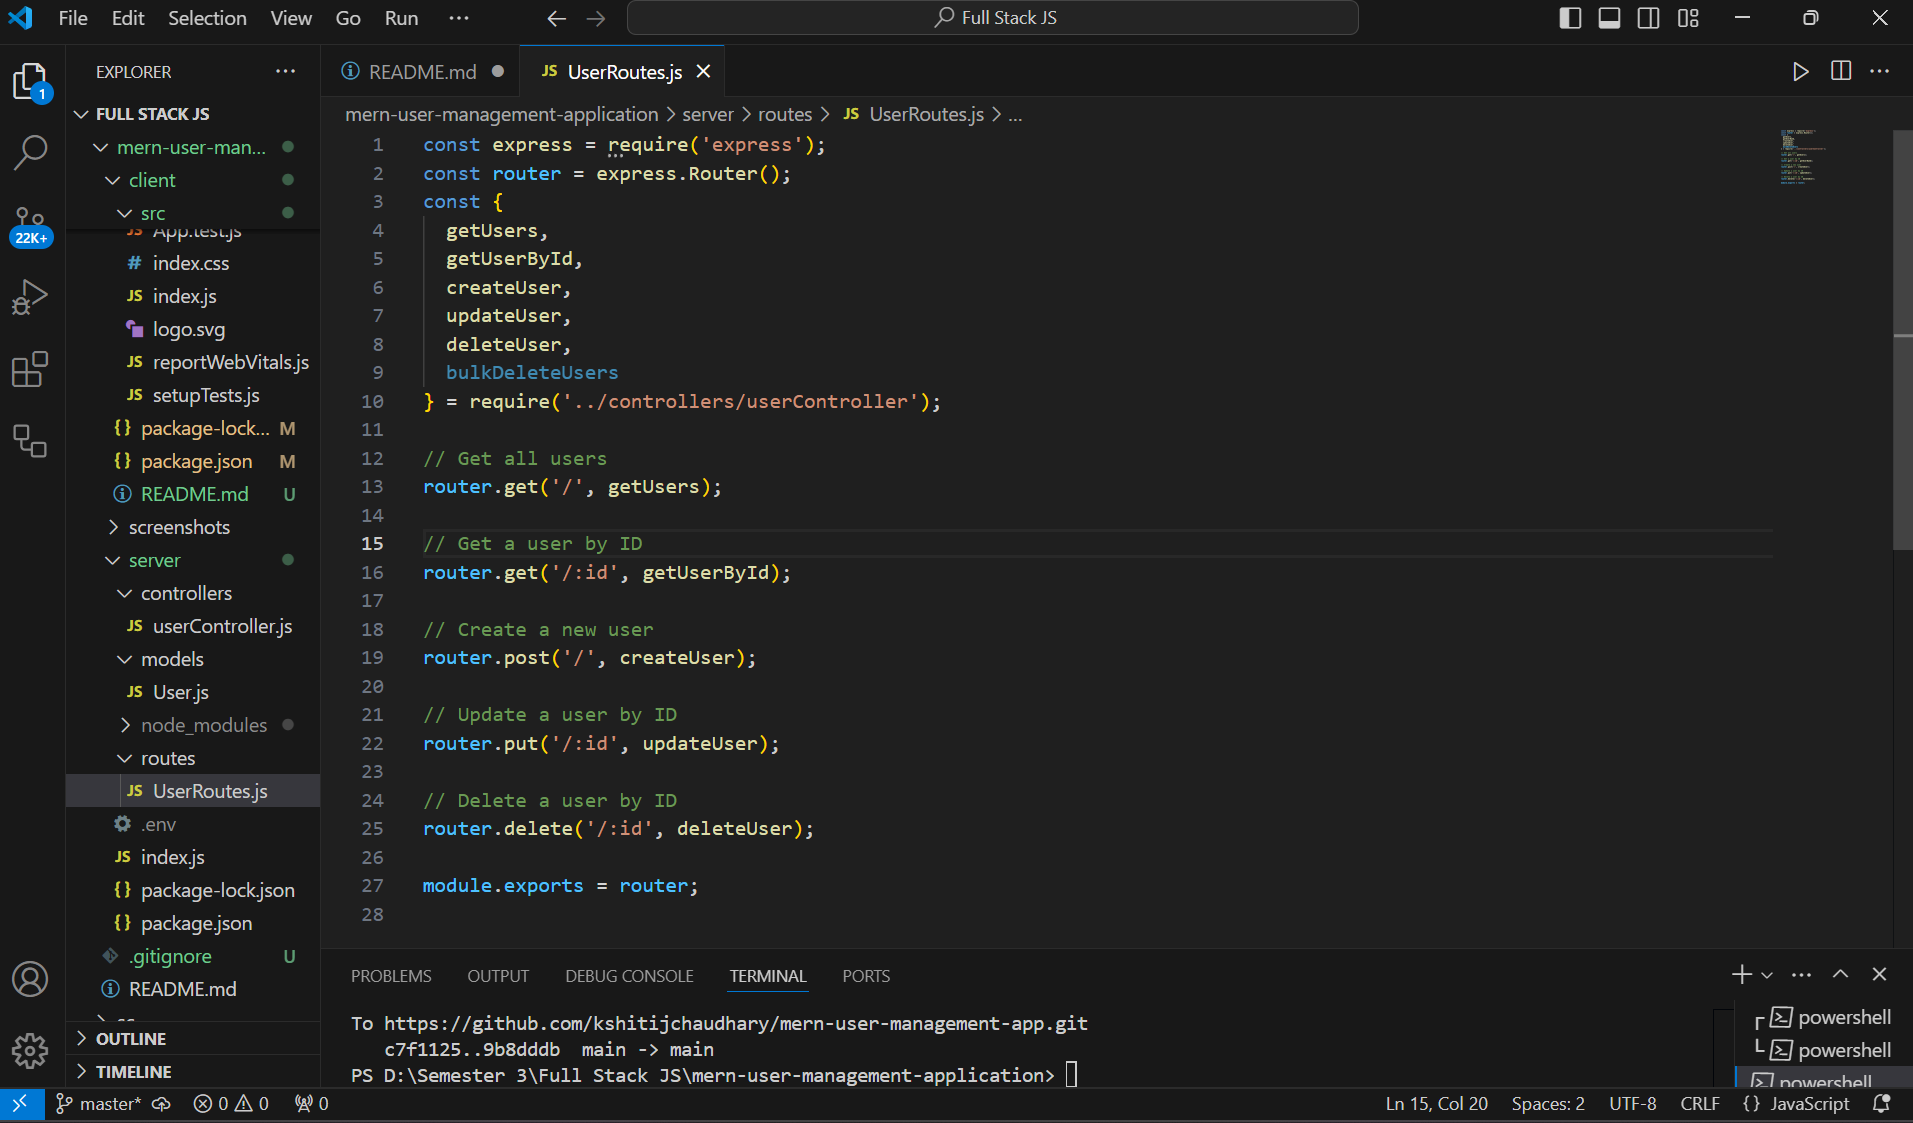 File Edit Selection View Go Run ··· Full Stack JS
EXPLORER ···
1
22K+
FULL STACK JS
mern-user-man...
client
src
App.test.js
# index.css
JS index.js
logo.svg
JS reportWebVitals.js
JS setupTests.js
{} package-lock... M
{} package.json M
README.md U
screenshots
server
controllers
JS userController.js
models
JS User.js
node_modules
routes
JS UserRoutes.js
.env
JS index.js
{} package-lock.json
{} package.json
.gitignore U
README.md
OUTLINE
TIMELINE
README.md JS UserRoutes.js
mern-user-management-application > server > routes > JS UserRoutes.js > ...
1 const express = require('express');
2 const router = express.Router();
3 const {
4 getUsers,
5 getUserById,
6 createUser,
7 updateUser,
8 deleteUser,
9 bulkDeleteUsers
10 } = require('../controllers/userController');
11
12 // Get all users
13 router.get('/', getUsers);
14
15 // Get a user by ID
16 router.get('/:id', getUserById);
17
18 // Create a new user
19 router.post('/', createUser);
20
21 // Update a user by ID
22 router.put('/:id', updateUser);
23
24 // Delete a user by ID
25 router.delete('/:id', deleteUser);
26
27 module.exports = router;
28
PROBLEMS OUTPUT DEBUG CONSOLE TERMINAL PORTS
To https://github.com/kshitijchaudhary/mern-user-management-app.git
c7f1125..9b8dddb main -> main
PS D:\Semester 3\Full Stack JS\mern-user-management-application>
powershell
powershell
powershell
master* 0 0 0 Ln 15, Col 20 Spaces: 2 UTF-8 CRLF {} JavaScript